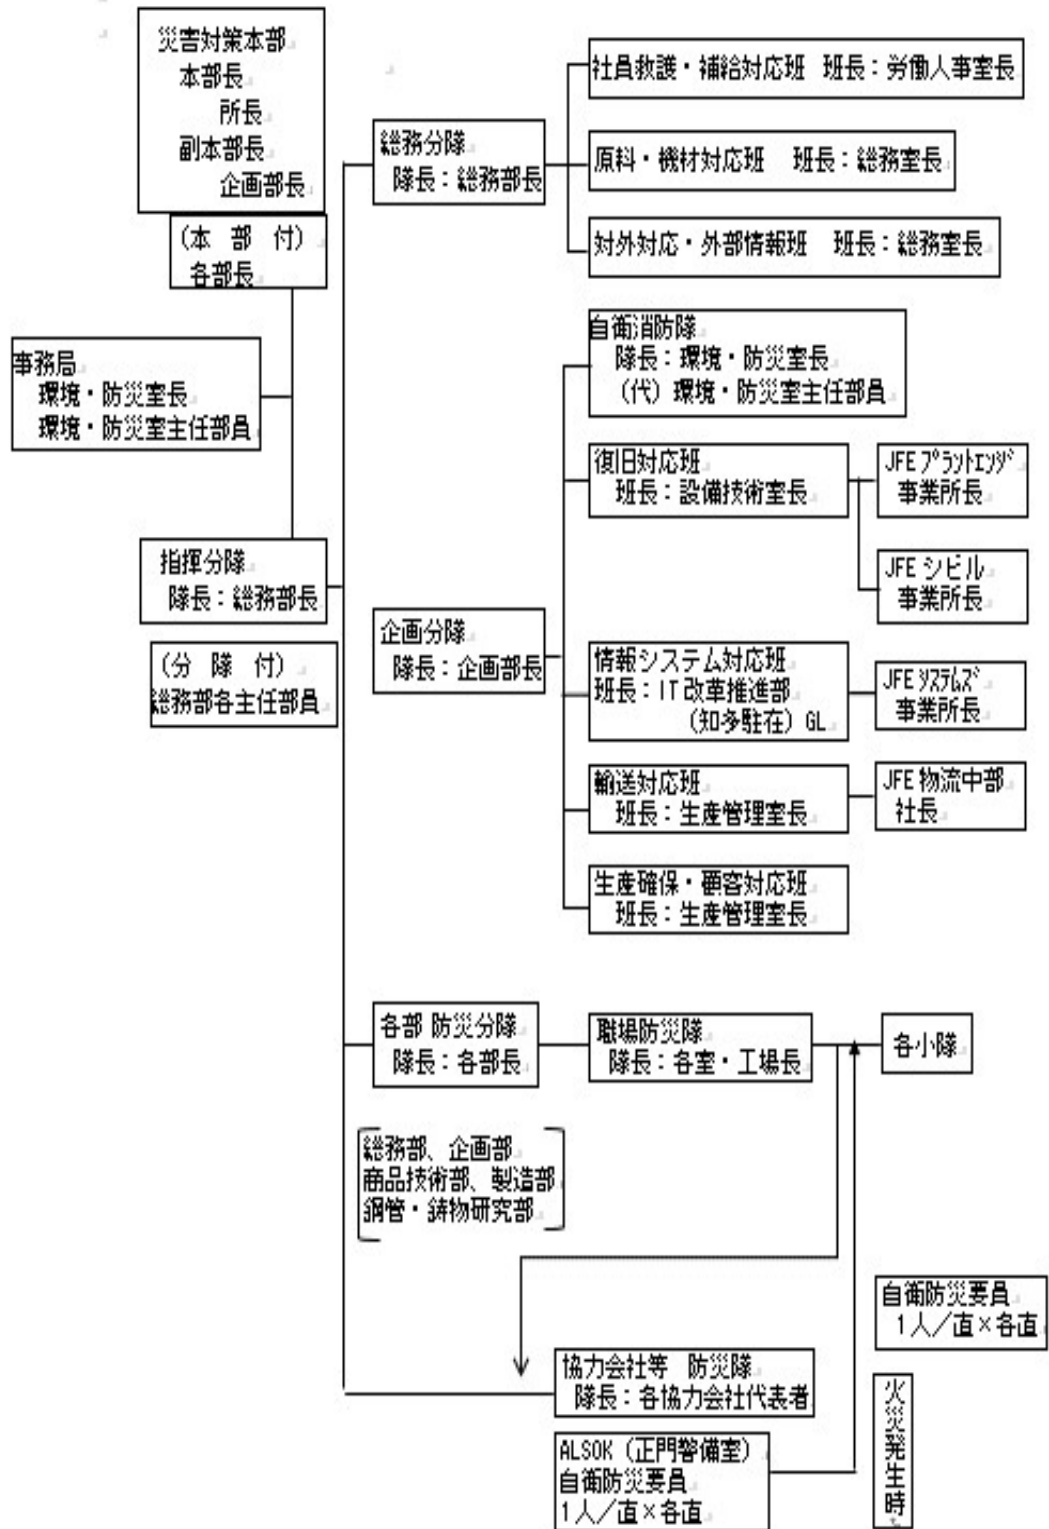 災害対策本部
本部長
所長
副本部長
企画部長
(本 部 付)
各部長
事務局
環境・防災室長
環境・防災室主任部員
指揮分隊
隊長：総務部長
(分 隊 付)
総務部各主任部員
総務分隊
隊長：総務部長
社員救護・補給対応班 班長：労働人事室長
原料・機材対応班 班長：総務室長
対外対応・外部情報班 班長：総務室長
企画分隊
隊長：企画部長
自衛消防隊
隊長：環境・防災室長
（代）環境・防災室主任部員
復旧対応班
班長：設備技術室長
JFE ﾌﾟﾗﾝﾄｴﾝｼﾞ
事業所長
JFE シビル
事業所長
情報システム対応班
班長：IT 改革推進部
（知多駐在）GL
JFE ｼｽﾃﾑｽﾞ
事業所長
輸送対応班
班長：生産管理室長
JFE 物流中部
社長
生産確保・顧客対応班
班長：生産管理室長
各部 防災分隊
隊長：各部長
職場防災隊
隊長：各室・工場長
各小隊
総務部、企画部
商品技術部、製造部
鋼管・鋳物研究部
自衛防災要員
1人／直×各直
協力会社等 防災隊
隊長：各協力会社代表者
ALSOK（正門警備室）
自衛防災要員
1人／直×各直
火災発生時